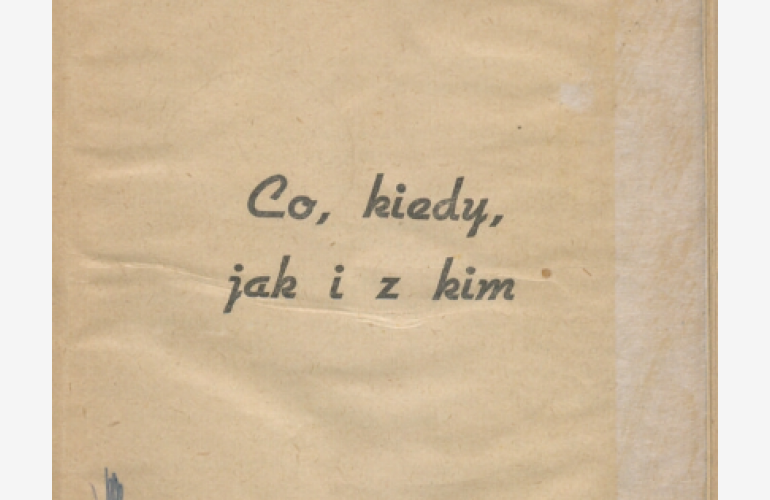 Co, kiedy,
jak i z kim